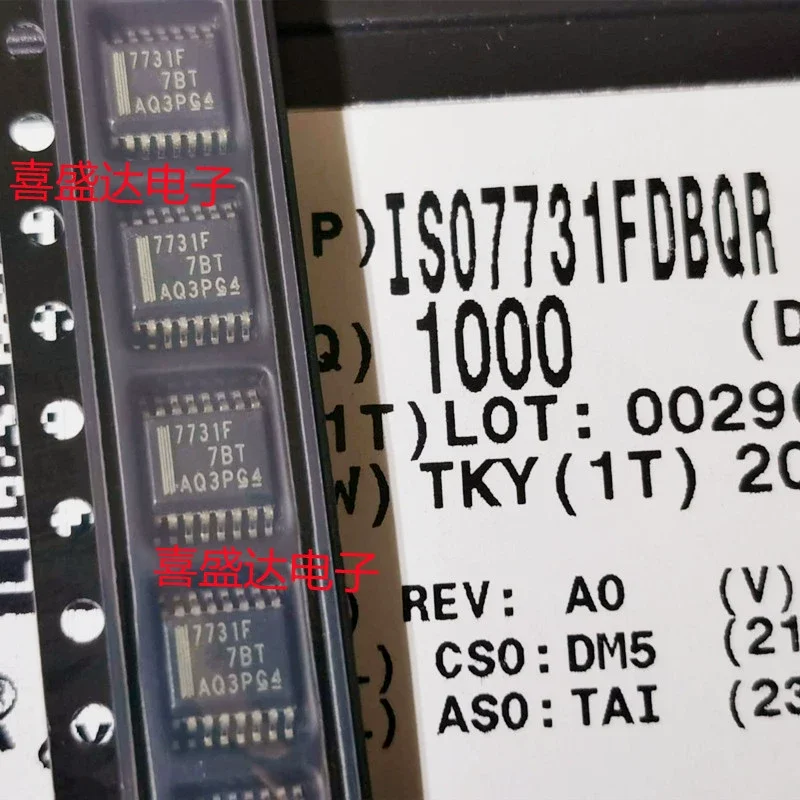 7731F
7BT
AQ3PG4
喜盛达电子
7731F
7BT
AQ3PG4
7731F
7BT
AQ3PG4
喜盛达电子
7731F
7BT
AQ3PG4
P) ISO7731FDBQR
Q) 1000 (D
1T) LOT: 0029
W) TKY(1T) 20
REV: A0 (V)
CSO: DM5 (21
ASO: TAI (23